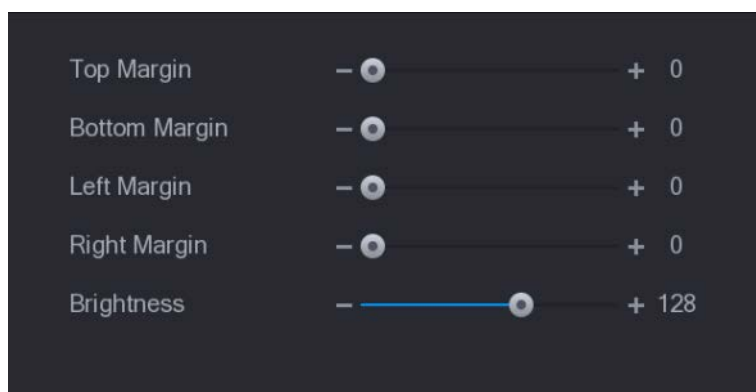 Top Margin − + 0
Bottom Margin − + 0
Left Margin − + 0
Right Margin − + 0
Brightness − + 128